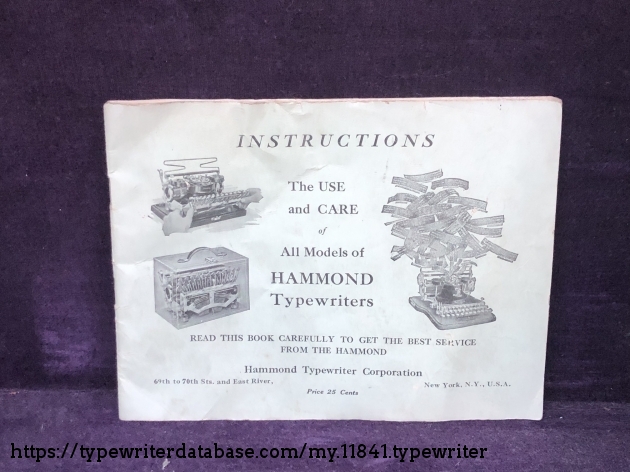 INSTRUCTIONS
The USE
and CARE
of
All Models of
HAMMOND
Typewriters
READ THIS BOOK CAREFULLY TO GET THE BEST SERVICE
FROM THE HAMMOND
Hammond Typewriter Corporation
69th to 70th Sts. and East River, New York, N.Y., U.S.A.
Price 25 Cents
https://typewriterdatabase.com/my.11841.typewriter